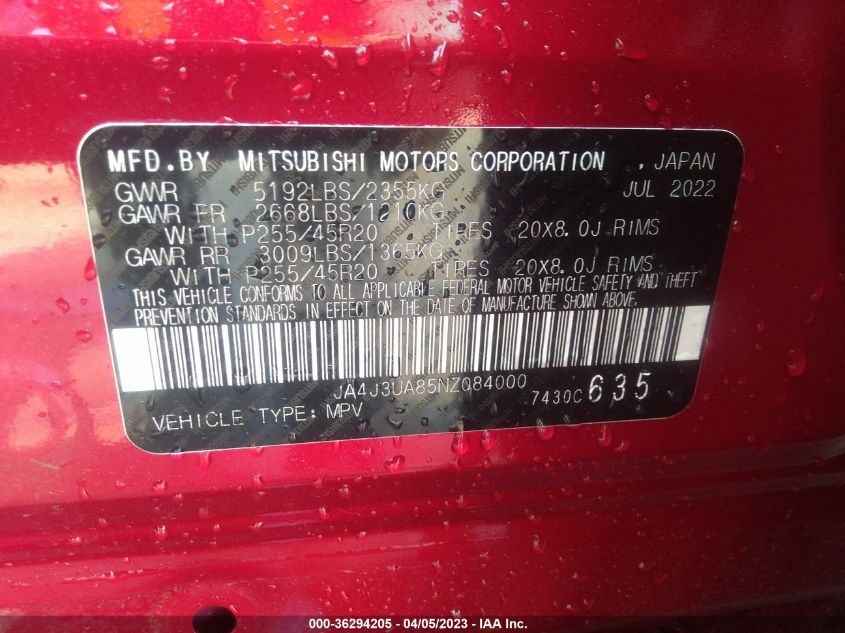 MFD.BY MITSUBISHI MOTORS CORPORATION , JAPAN
GVWR 5192LBS/2355KG JUL 2022
GAWR FR 2668LBS/1210KG
WITH P255/45R20 TIRES 20X8.0J RIMS
GAWR RR 3009LBS/1365KG
WITH P255/45R20 TIRES 20X8.0J RIMS
THIS VEHICLE CONFORMS TO ALL APPLICABLE FEDERAL MOTOR VEHICLE SAFETY AND THEFT
PREVENTION STANDARDS IN EFFECT ON THE DATE OF MANUFACTURE SHOWN ABOVE.
JA4J3UA85NZ084000 7430C 635
VEHICLE TYPE: MPV
000-36294205 - 04/05/2023 - IAA Inc.